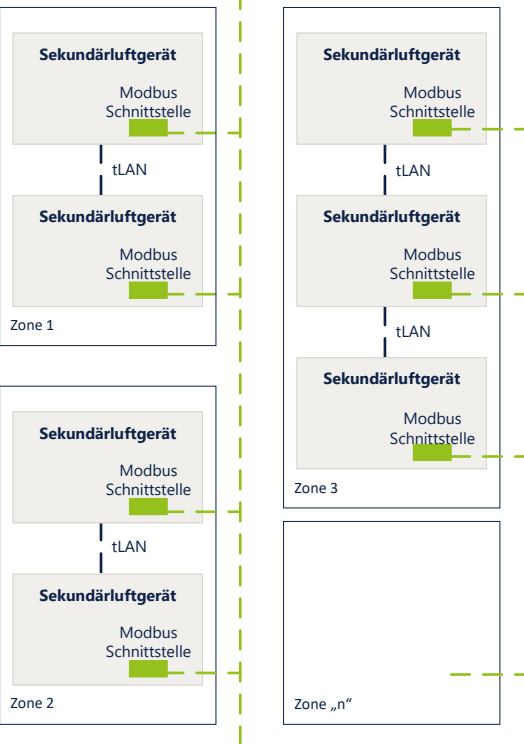 Sekundärluftgerät
Modbus
Schnittstelle
tLAN
Sekundärluftgerät
Modbus
Schnittstelle
Zone 1
Sekundärluftgerät
Modbus
Schnittstelle
tLAN
Sekundärluftgerät
Modbus
Schnittstelle
Zone 2
Sekundärluftgerät
Modbus
Schnittstelle
tLAN
Sekundärluftgerät
Modbus
Schnittstelle
tLAN
Sekundärluftgerät
Modbus
Schnittstelle
Zone 3
Zone „n“